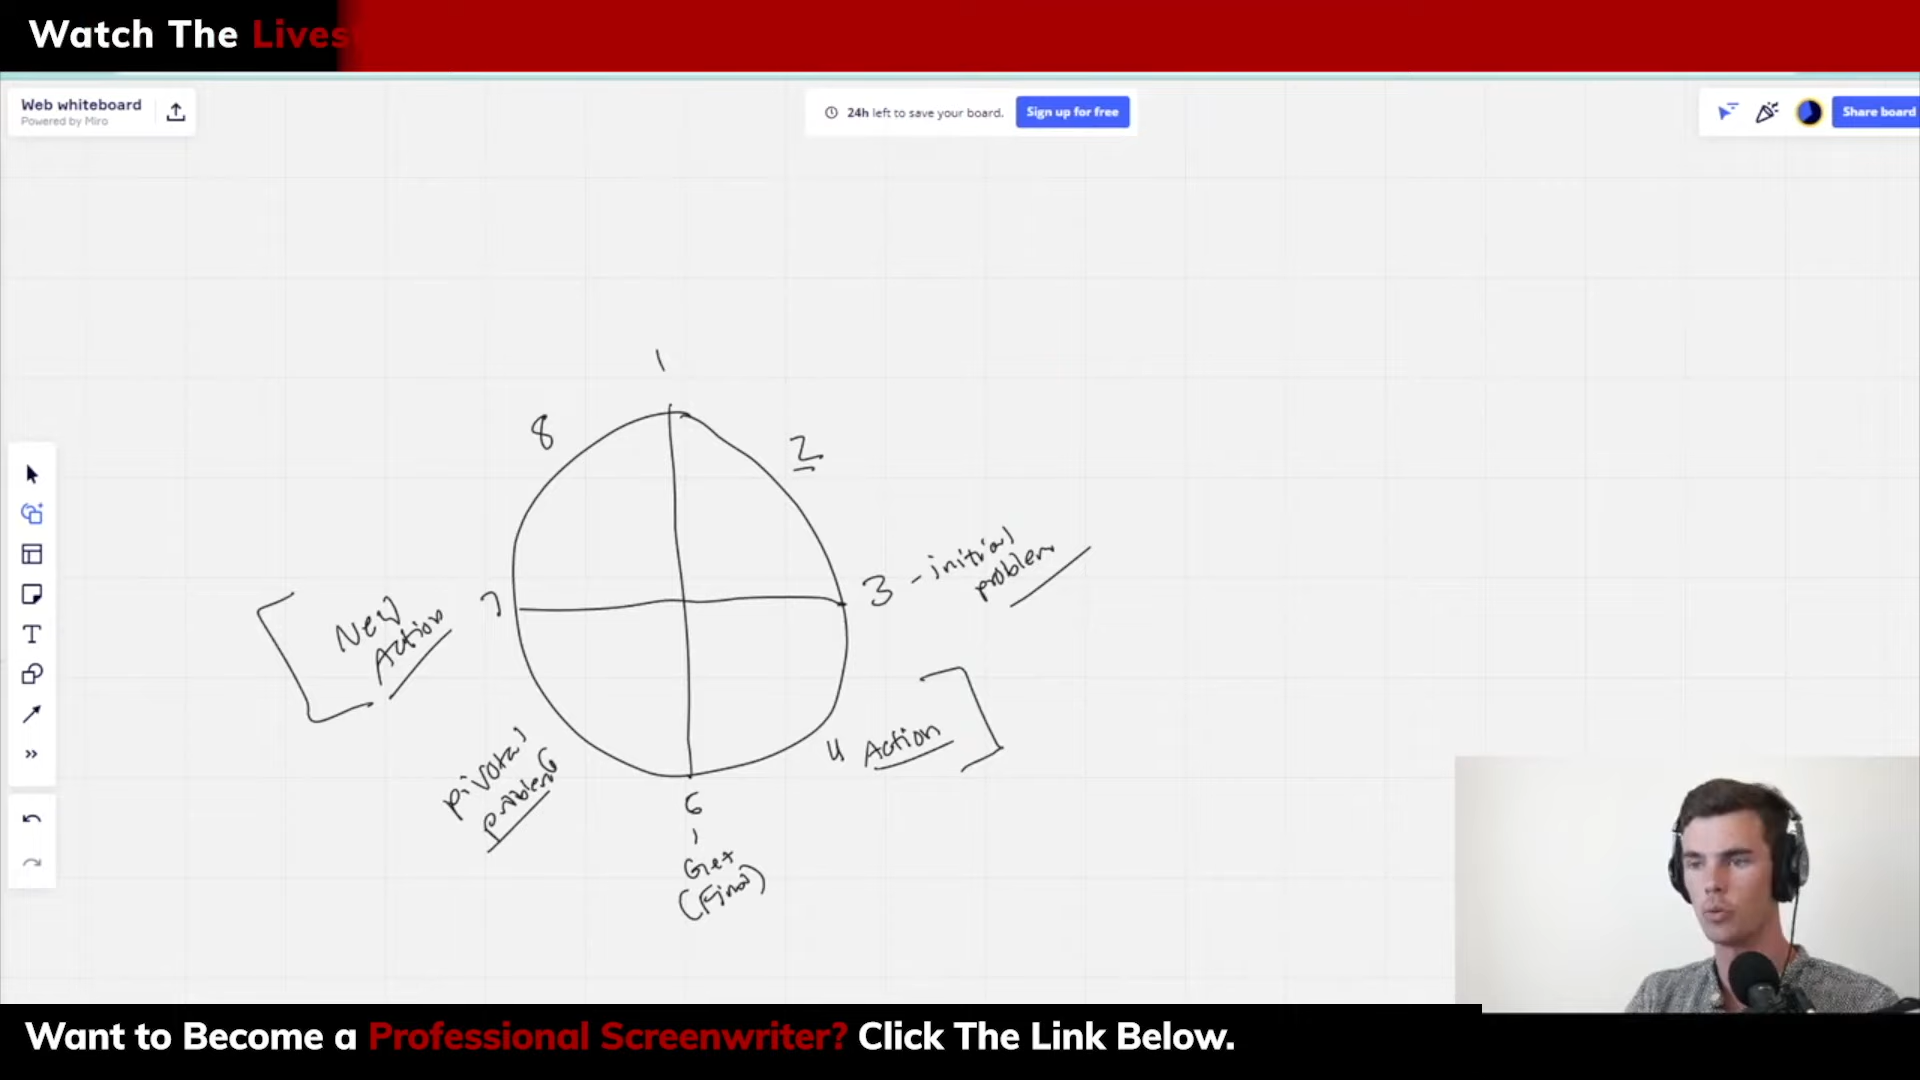 Watch The Lives
Web whiteboard
Powered by Miro
24h left to save your board.
Sign up for free
Share board
1
8
2
3 - initial
problem
New
Action
7
4 Action
pivotal
problem
6
Get
(Find)
T
Want to Become a Professional Screenwriter? Click The Link Below.